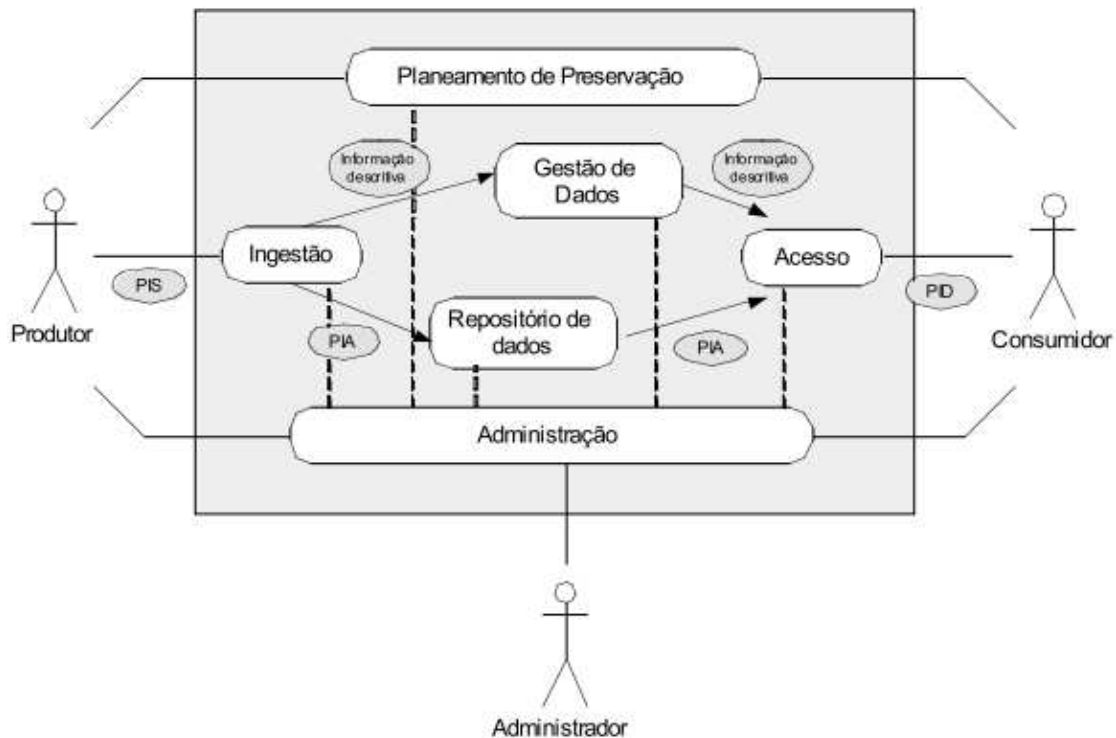 Planeamento de Preservação
Informação
descritiva
Gestão de
Dados
Informação
descritiva
Ingestão
Acesso
PIS
PID
Produtor
Consumidor
PIA
Repositório de
dados
PIA
Administração
Administrador